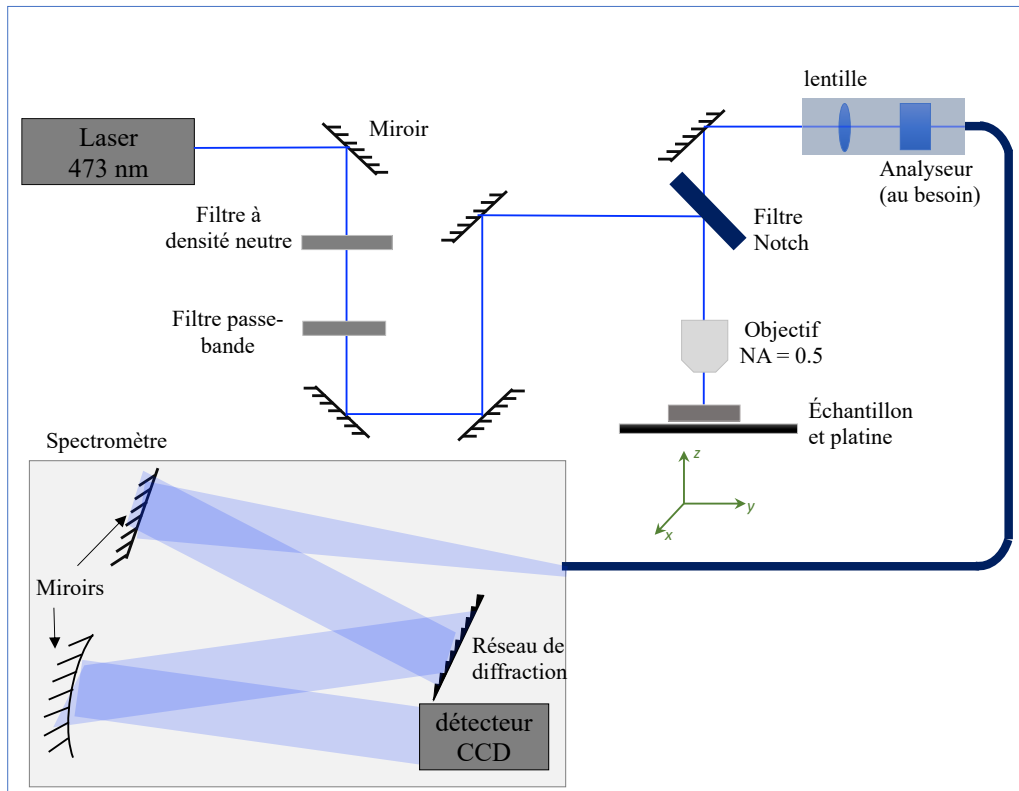 lentille
Laser
473 nm
Miroir
Analyseur
(au besoin)
Filtre à
densité neutre
Filtre
Notch
Filtre passe-
bande
Objectif
NA = 0.5
Échantillon
et platine
Spectromètre
z
y
x
Miroirs
Réseau de
diffraction
détecteur
CCD